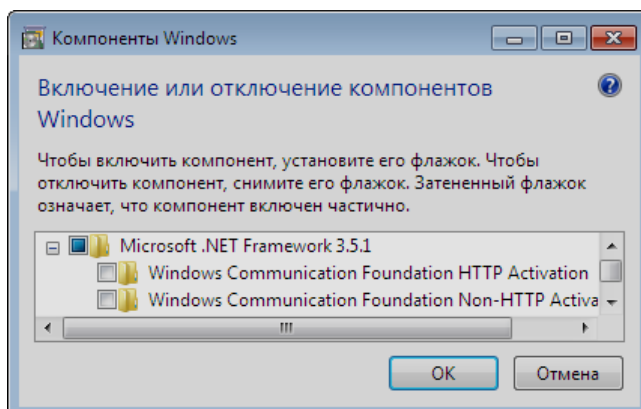 Компоненты Windows
Включение или отключение компонентов
Windows
Чтобы включить компонент, установите его флажок. Чтобы
отключить компонент, снимите его флажок. Затененный флажок
означает, что компонент включен частично.
Microsoft .NET Framework 3.5.1
Windows Communication Foundation HTTP Activation
Windows Communication Foundation Non-HTTP Activa
OK
Отмена